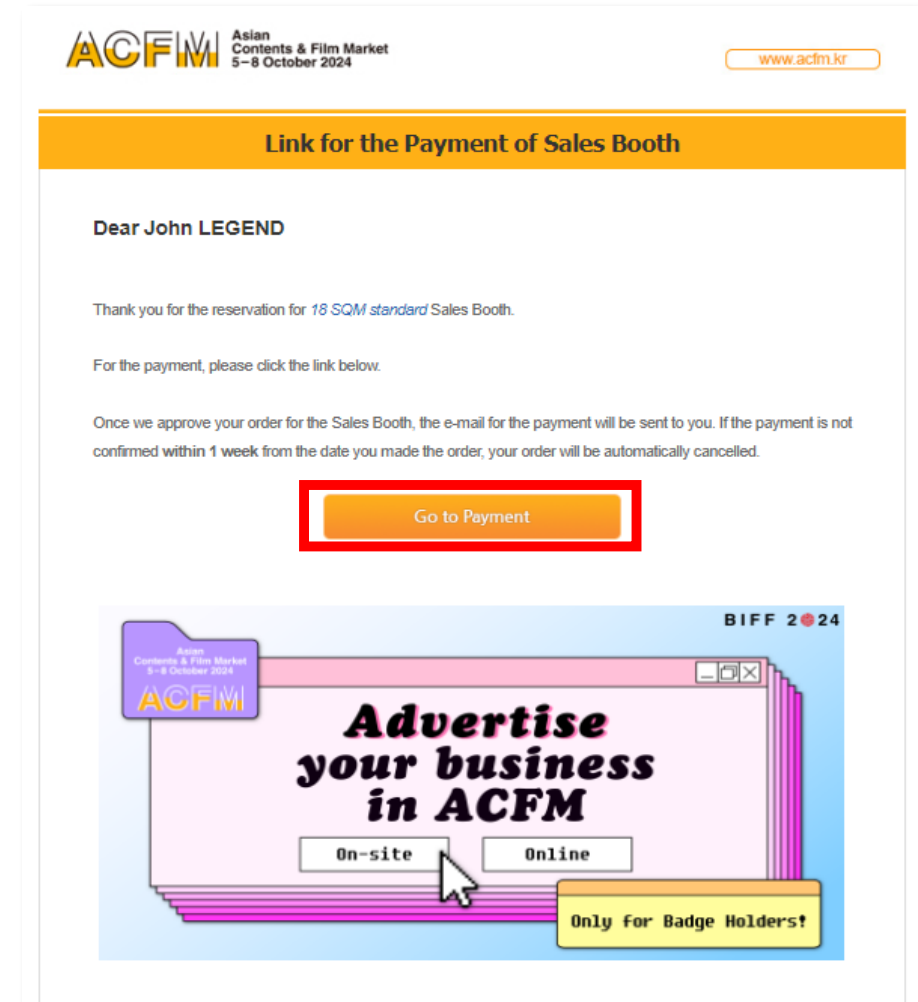 ACFM
Asian
Contents & Film Market
5–8 October 2024
www.acfm.kr
Link for the Payment of Sales Booth
Dear John LEGEND
Thank you for the reservation for 18 SQM standard Sales Booth.
For the payment, please click the link below.
Once we approve your order for the Sales Booth, the e-mail for the payment will be sent to you. If the payment is not
confirmed within 1 week from the date you made the order, your order will be automatically cancelled.
Go to Payment
BIFF 2024
Asian
Contents & Film Market
5–8 October 2024
ACFM
Advertise
your business
in ACFM
On-site
Online
Only for Badge Holders!